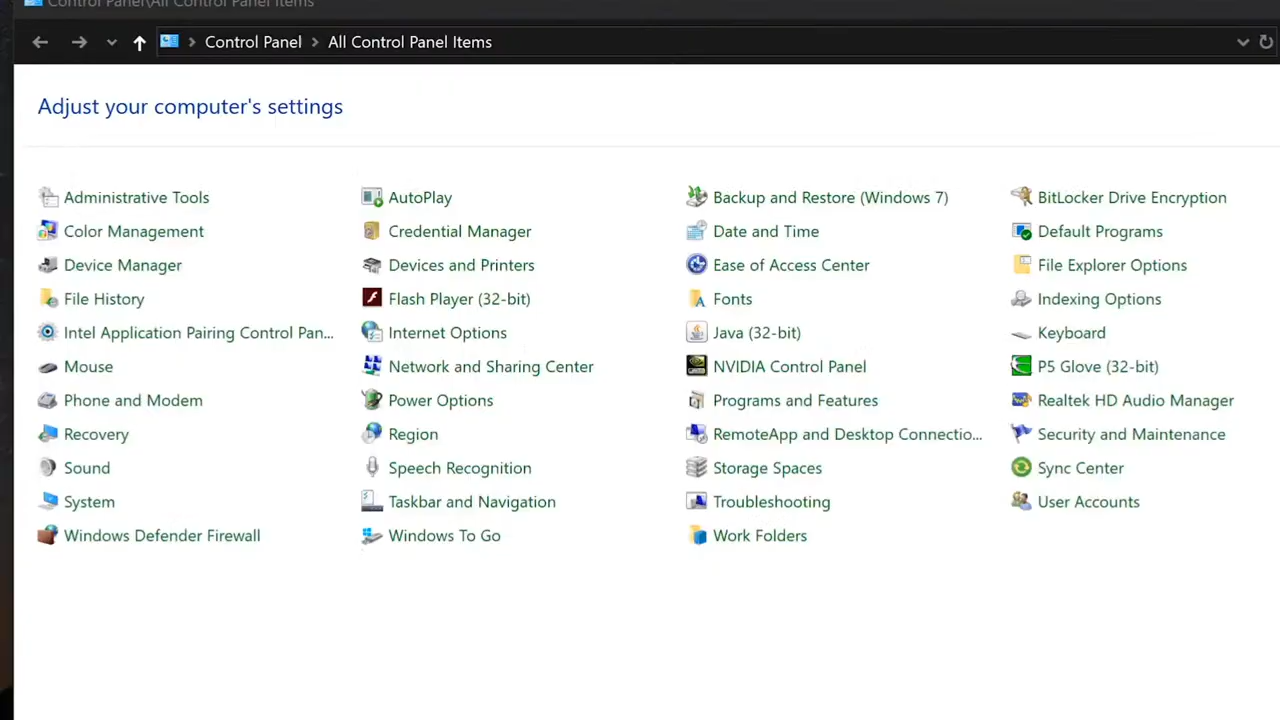 Control Panel\All Control Panel Items
Control Panel > All Control Panel Items
Adjust your computer's settings
Administrative Tools
AutoPlay
Backup and Restore (Windows 7)
BitLocker Drive Encryption
Color Management
Credential Manager
Date and Time
Default Programs
Device Manager
Devices and Printers
Ease of Access Center
File Explorer Options
File History
Flash Player (32-bit)
Fonts
Indexing Options
Intel Application Pairing Control Pan...
Internet Options
Java (32-bit)
Keyboard
Mouse
Network and Sharing Center
NVIDIA Control Panel
P5 Glove (32-bit)
Phone and Modem
Power Options
Programs and Features
Realtek HD Audio Manager
Recovery
Region
RemoteApp and Desktop Connectio...
Security and Maintenance
Sound
Speech Recognition
Storage Spaces
Sync Center
System
Taskbar and Navigation
Troubleshooting
User Accounts
Windows Defender Firewall
Windows To Go
Work Folders